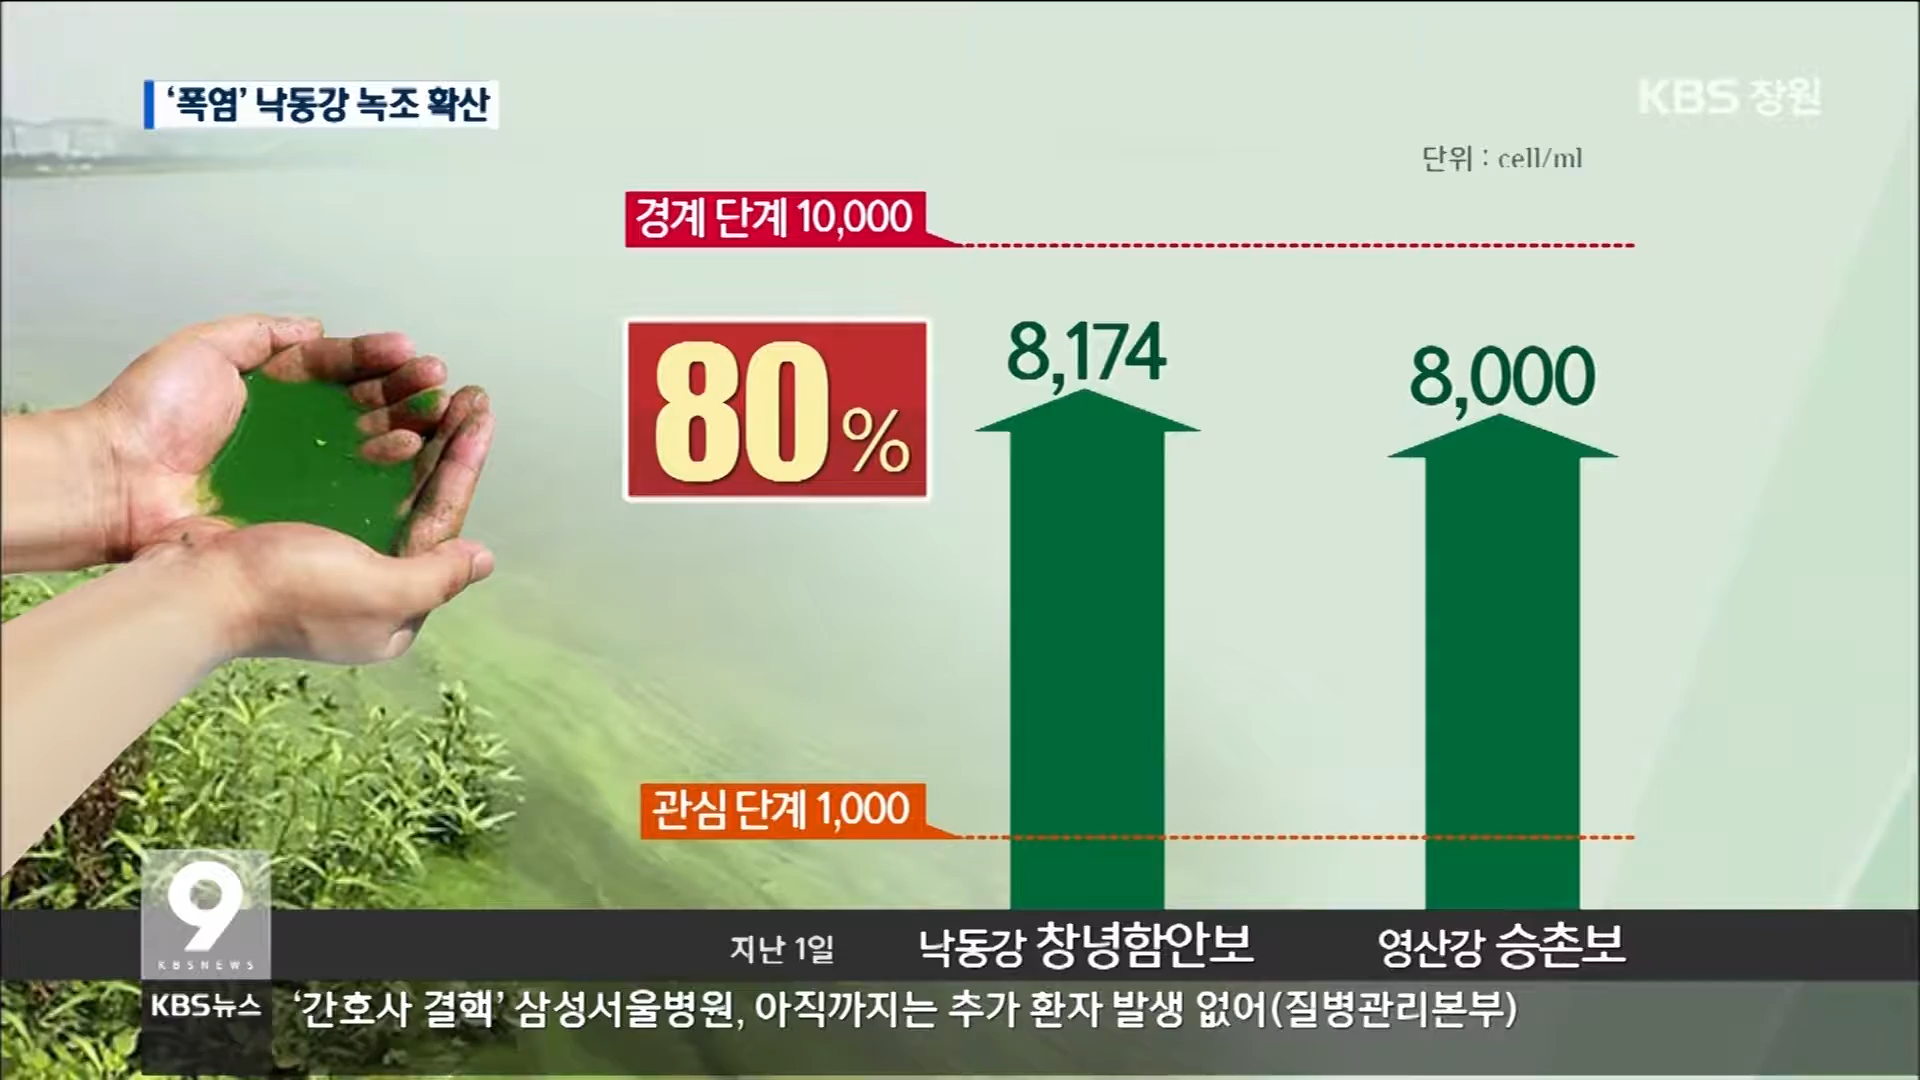 ‘폭염’ 낙동강 녹조 확산
KBS 창원
단위 : cell/ml
경계 단계 10,000
80%
8,174
8,000
관심 단계 1,000
9
KBSNEWS
지난 1일
낙동강 창녕함안보
영산강 승촌보
KBS뉴스
‘간호사 결핵’ 삼성서울병원, 아직까지는 추가 환자 발생 없어(질병관리본부)